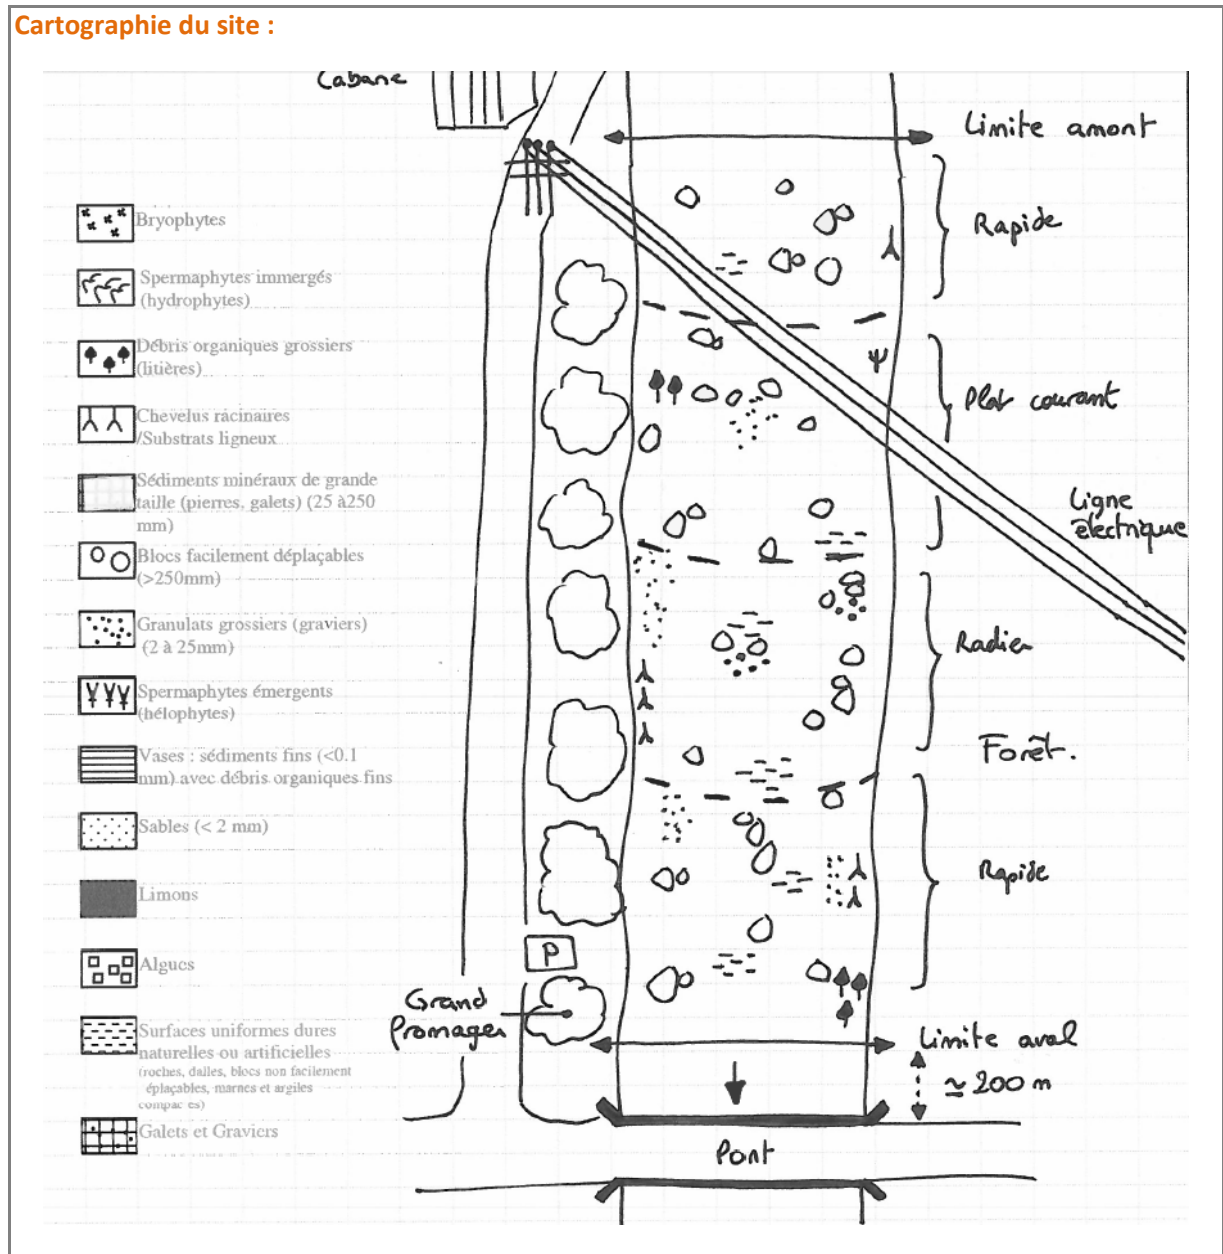 Cartographie du site :
Cabane
Limite amont
Rapide
Plat courant
Ligne
électrique
Radier
Forêt.
Rapide
P
Grand
fromager
Limite aval
≃ 200 m
Pont
Bryophytes
Spermaphytes immergés
(hydrophytes)
Débris organiques grossiers
(litières)
Chevelus racinaires
/Substrats ligneux
Sédiments minéraux de grande
taille (pierres, galets) (25 à250
mm)
Blocs facilement déplaçables
(>250mm)
Granulats grossiers (graviers)
(2 à 25mm)
Spermaphytes émergents
(hélophytes)
Vases : sédiments fins (<0.1
mm) avec débris organiques fins
Sables (< 2 mm)
Limons
Algues
Surfaces uniformes dures
naturelles ou artificielles
(roches, dalles, blocs non facilement
éplaçables, marnes et argiles
compac es)
Galets et Graviers